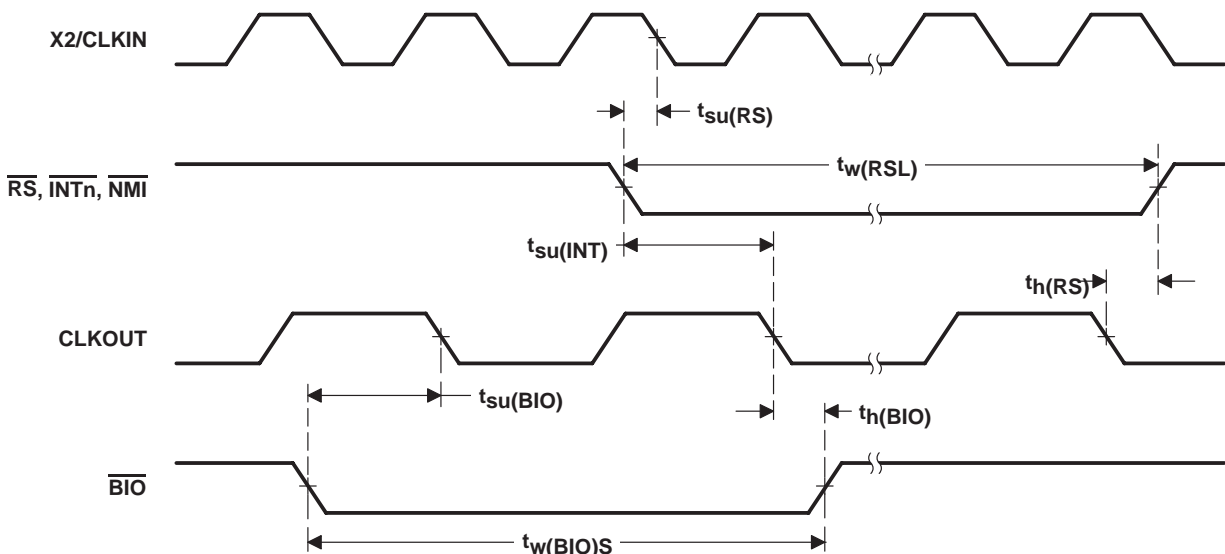 X2/CLKIN
tsu(RS)
tw(RSL)
RS, INTn, NMI
tsu(INT)
th(RS)
CLKOUT
tsu(BIO)
th(BIO)
BIO
tw(BIO)S